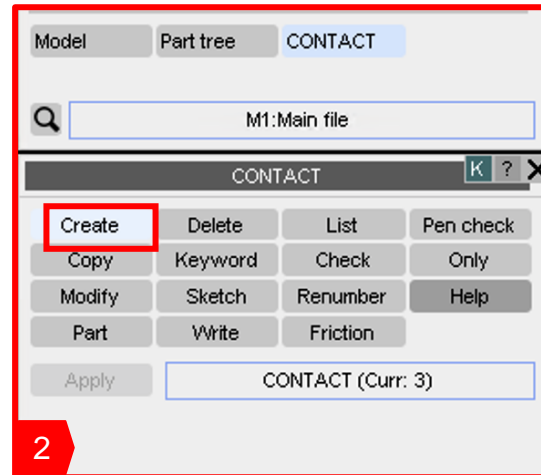 Model Part tree CONTACT
M1:Main file
CONTACT K ? X
Create Delete List Pen check
Copy Keyword Check Only
Modify Sketch Renumber Help
Part Write Friction
Apply CONTACT (Curr: 3)
2